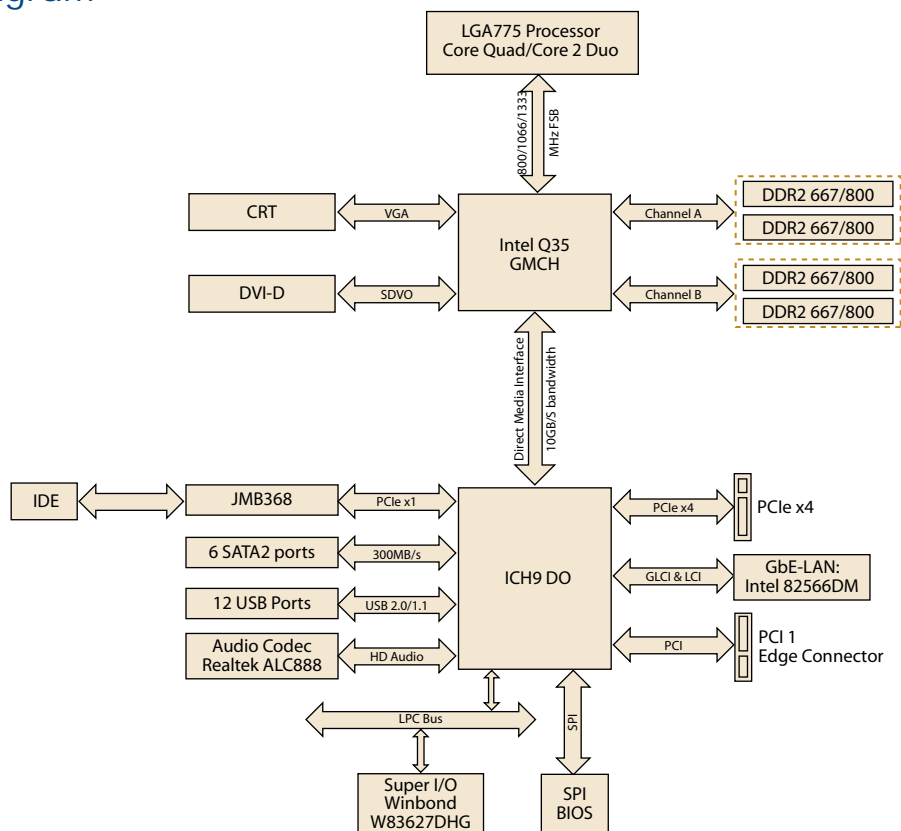 LGA775 Processor
Core Quad/Core 2 Duo
800/1066/1333
MHz FSB
CRT
VGA
Intel Q35
GMCH
Channel A
DDR2 667/800
DDR2 667/800
DVI-D
SDVO
Channel B
DDR2 667/800
DDR2 667/800
Direct Media Interface
10GB/S bandwidth
IDE
JMB368
PCIe x1
ICH9 DO
PCIe x4
PCIe x4
6 SATA2 ports
300MB/s
GLCI & LCI
GbE-LAN:
Intel 82566DM
12 USB Ports
USB 2.0/1.1
Audio Codec
Realtek ALC888
HD Audio
PCI
PCI 1
Edge Connector
LPC Bus
SPI
Super I/O
Winbond
W83627DHG
SPI
BIOS